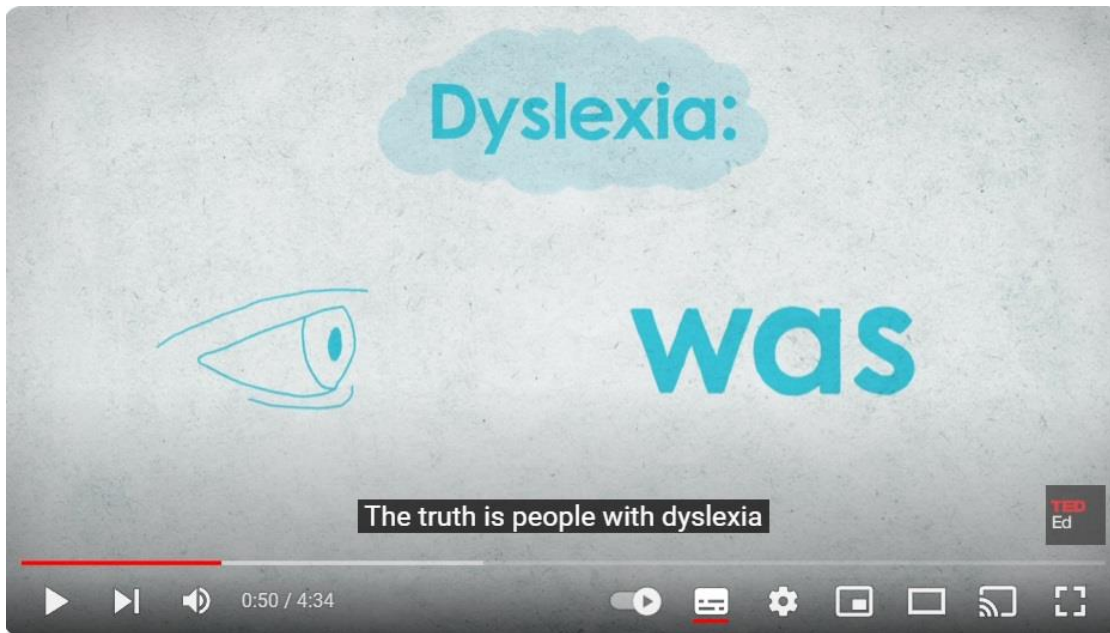 Dyslexia:
was
The truth is people with dyslexia
TED
Ed
0:50 / 4:34